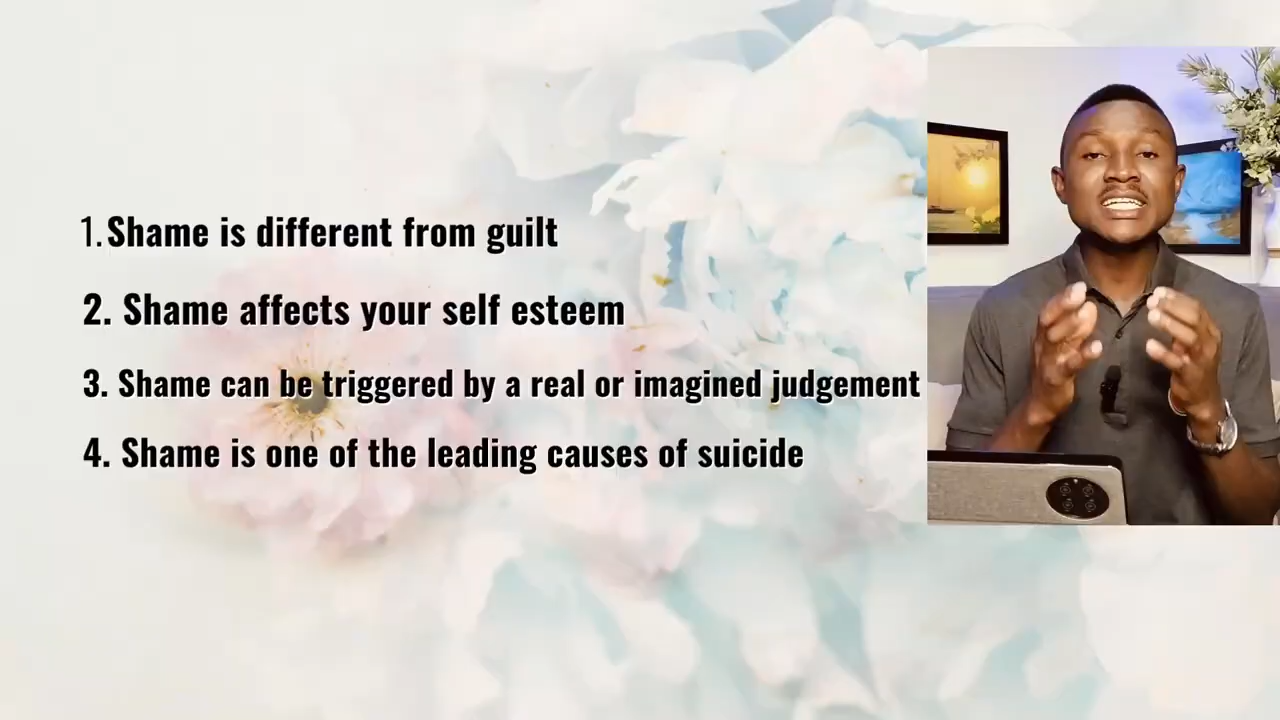 1.Shame is different from guilt
2. Shame affects your self esteem
3. Shame can be triggered by a real or imagined judgement
4. Shame is one of the leading causes of suicide